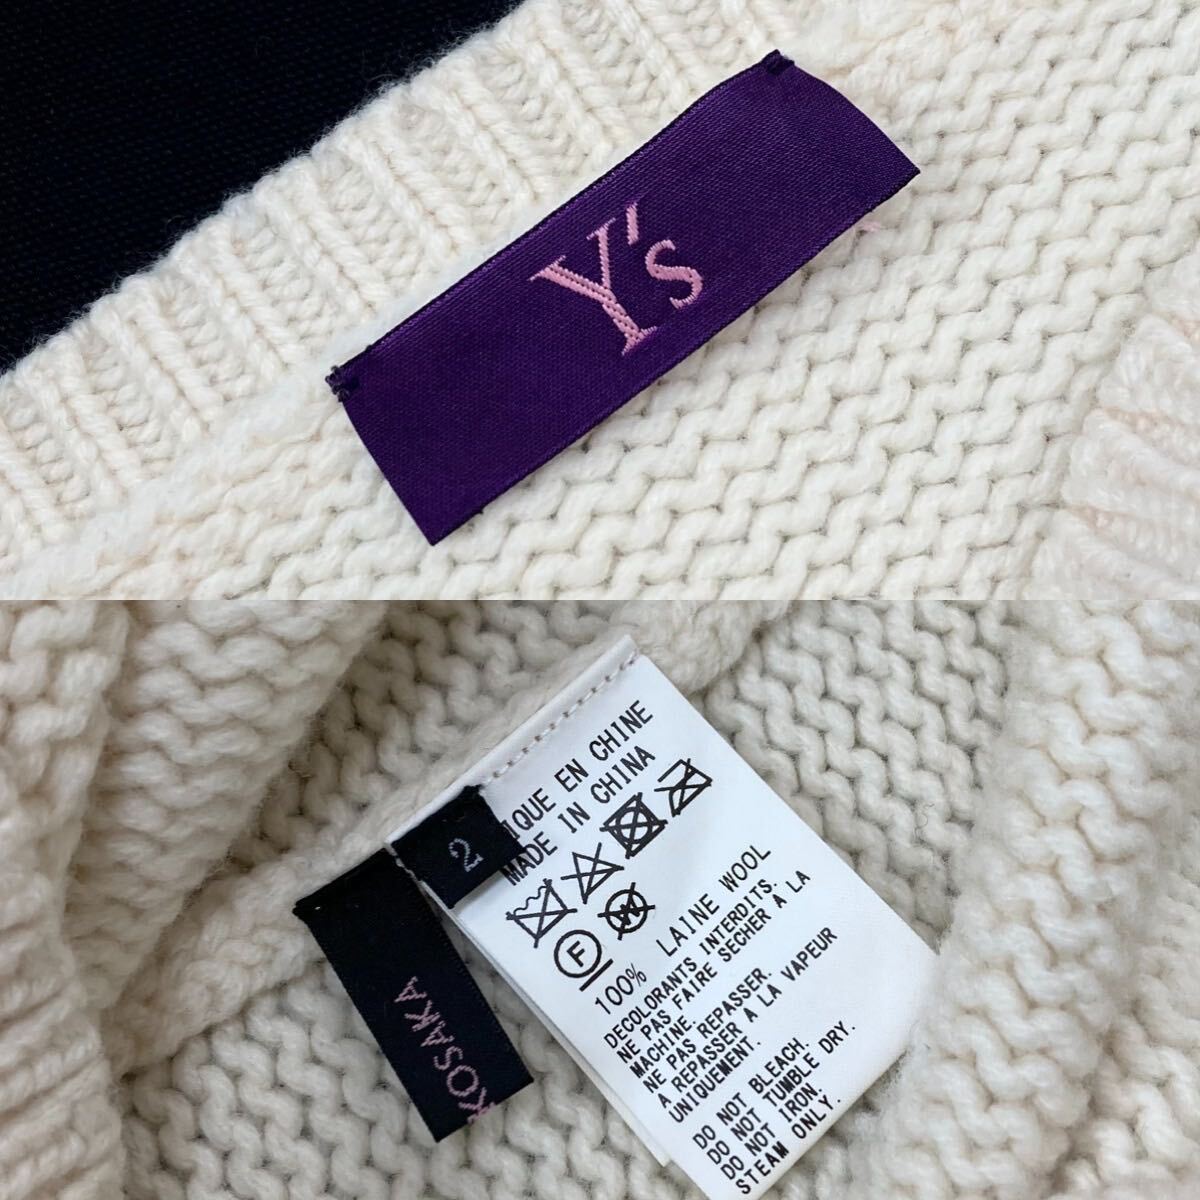 Y's
2
KOSAKA
EN CHINE
MADE IN CHINA
F
W
100% LAINE WOOL
DECOLORANTS INTERDITS.
NE PAS FAIRE SECHER À LA
MACHINE.
NE PAS REPASSER.
A REPASSER A LA VAPEUR
UNIQUEMENT.
DO NOT BLEACH.
DO NOT TUMBLE DRY.
DO NOT IRON.
STEAM ONLY.